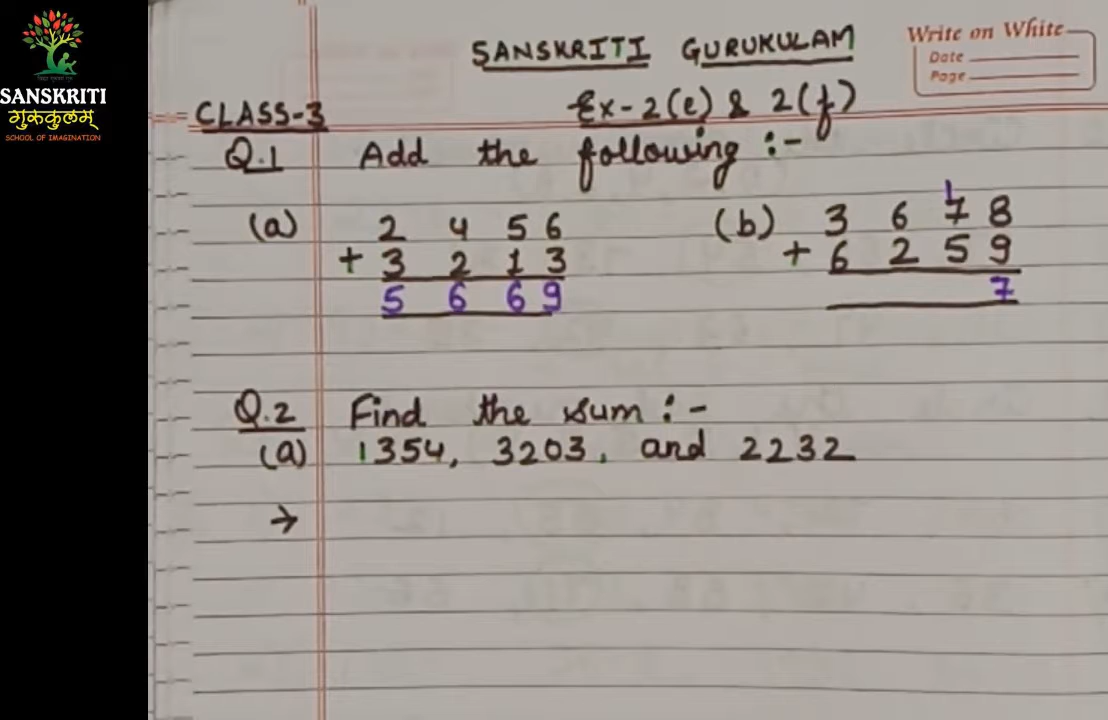 SANSKRITI
गुरुकुलम्
SCHOOL OF IMAGINATION
SANSKRITI GURUKULAM
Write on White
Date
Page
CLASS-3
Ex-2(e) & 2(f)
Q.1 Add the following :-
(a) 2 4 5 6
+ 3 2 1 3
5 6 6 9
(b) 1
3 6 7 8
+ 6 2 5 9
7
Q.2 Find the sum :-
(a) 1354, 3203, and 2232
→